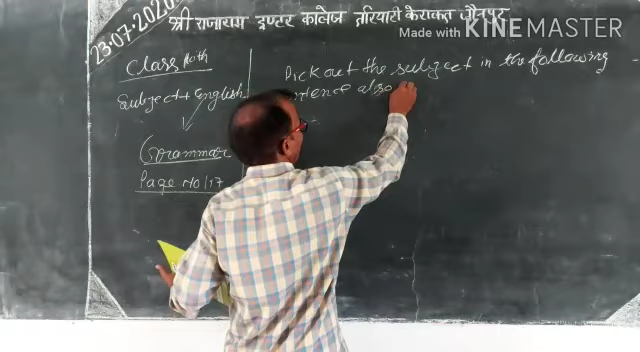 23-07-2020
श्री राजाराम इण्टर कालेज तरियारी केराकत जौनपुर
Made with KINEMASTER
Class 10th
Subject → English
Grammar
Page No/17
Pick out the subject in the following
also